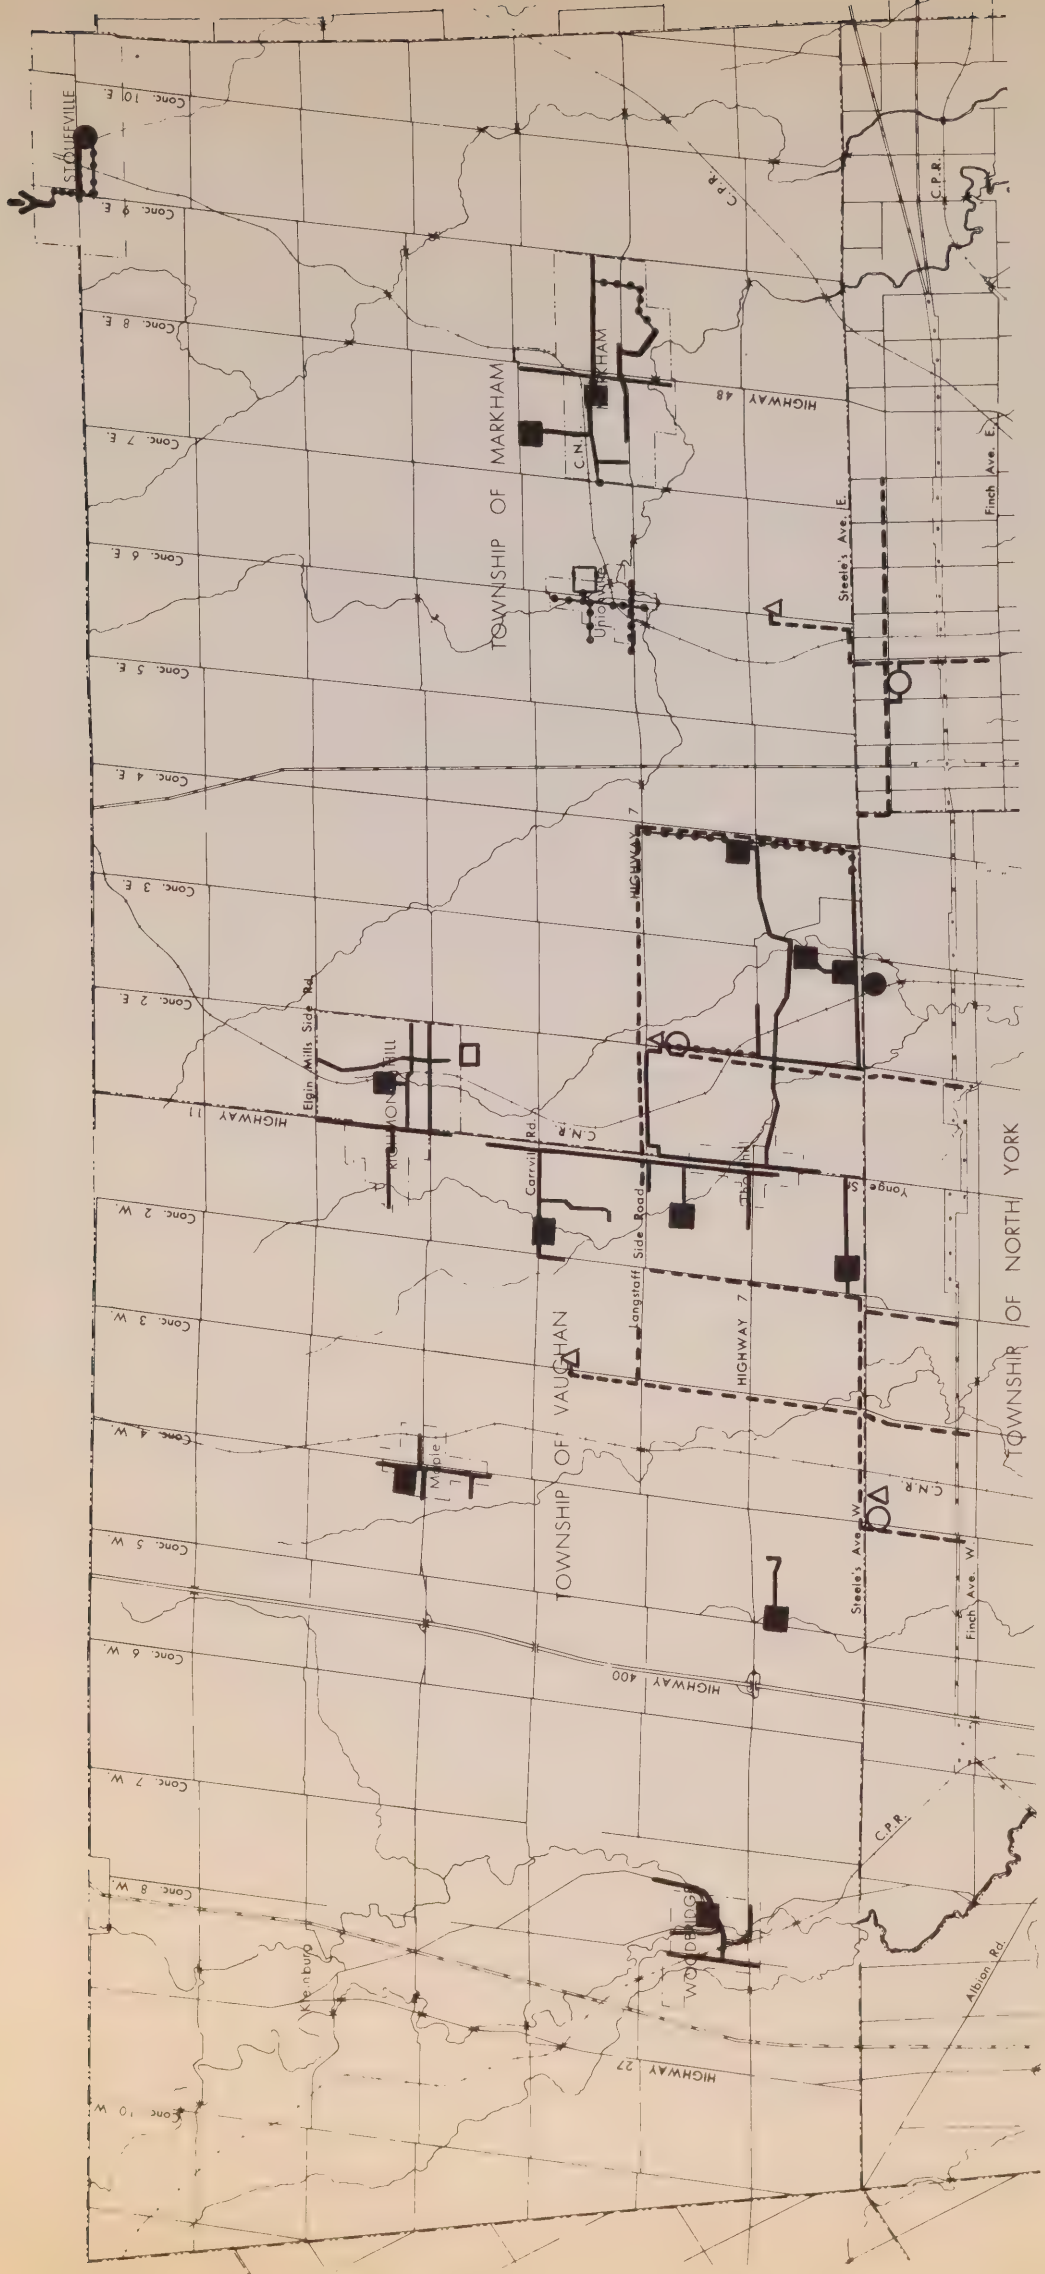 STOUFFVILLE
Conc. 10 E.
Conc. 9 E.
Conc. 8 E.
Conc. 7 E.
Conc. 6 E.
Conc. 5 E.
Conc. 4 E.
Conc. 3 E.
Conc. 2 E.
C.P.R.
C.P.R.
MARKHAM
HIGHWAY 48
C.N.
TOWNSHIP OF MARKHAM
Unionville
Steele's Ave. E.
Finch Ave. E.
HIGHWAY 7
Elgin Mills Side Rd.
RICHMOND HILL
HIGHWAY 11
C.N.R.
Carrville Rd.
Langstaff Side Road
Thornhill
Yonge St.
TOWNSHIP OF NORTH YORK
Conc. 2 W.
Conc. 3 W.
Conc. 4 W.
Conc. 5 W.
Conc. 6 W.
Conc. 7 W.
Conc. 8 W.
Conc. 10 W
HIGHWAY 7
TOWNSHIP OF VAUGHAN
Maple
C.N.R.
Steele's Ave. W.
Finch Ave. W.
HIGHWAY 400
C.P.R.
WOODBRIDGE
Kleinburg
Albion Rd.
HIGHWAY 27